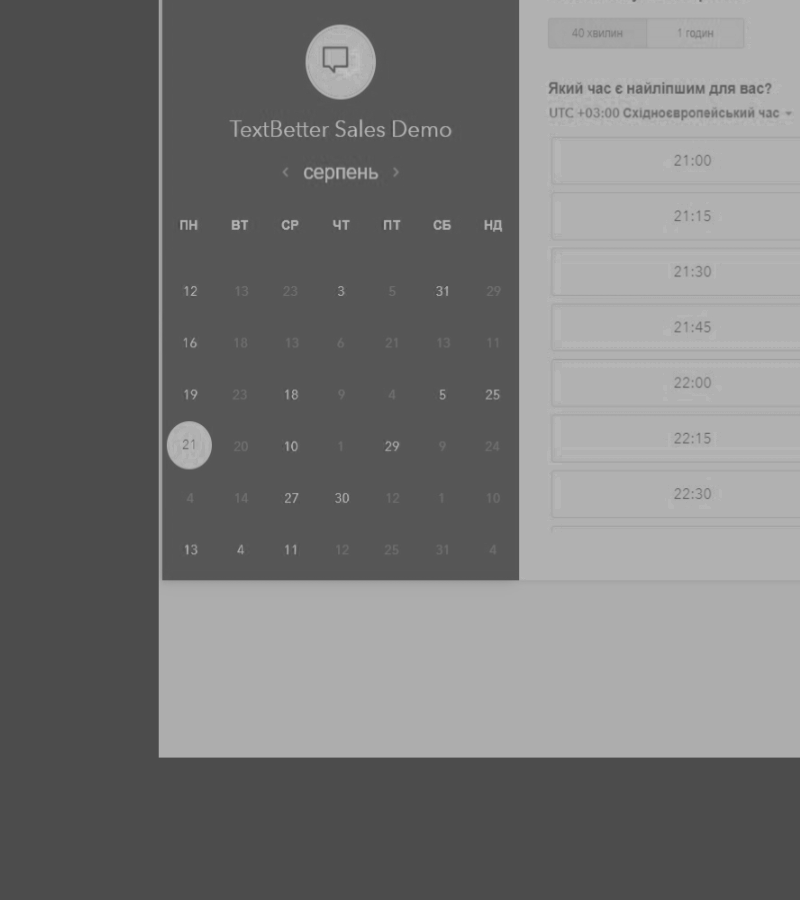 TextBetter Sales Demo
‹ серпень ›
ПН ВТ СР ЧТ ПТ СБ НД
12 13 23 3 5 31 29
16 18 13 6 21 13 11
19 23 18 9 4 5 25
21 20 10 1 29 9 24
4 14 27 30 12 1 10
13 4 11 12 25 31 4
40 хвилин 1 годин
Який час є найліпшим для вас?
UTC +03:00 Східноєвропейський час
21:00
21:15
21:30
21:45
22:00
22:15
22:30